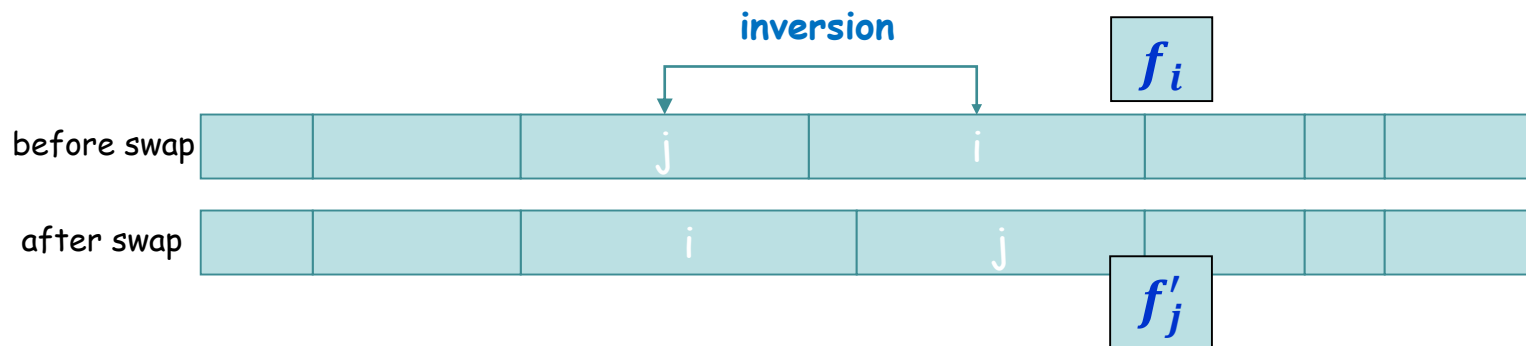 inversion
f_i
before swap j i
after swap i j
f'_j